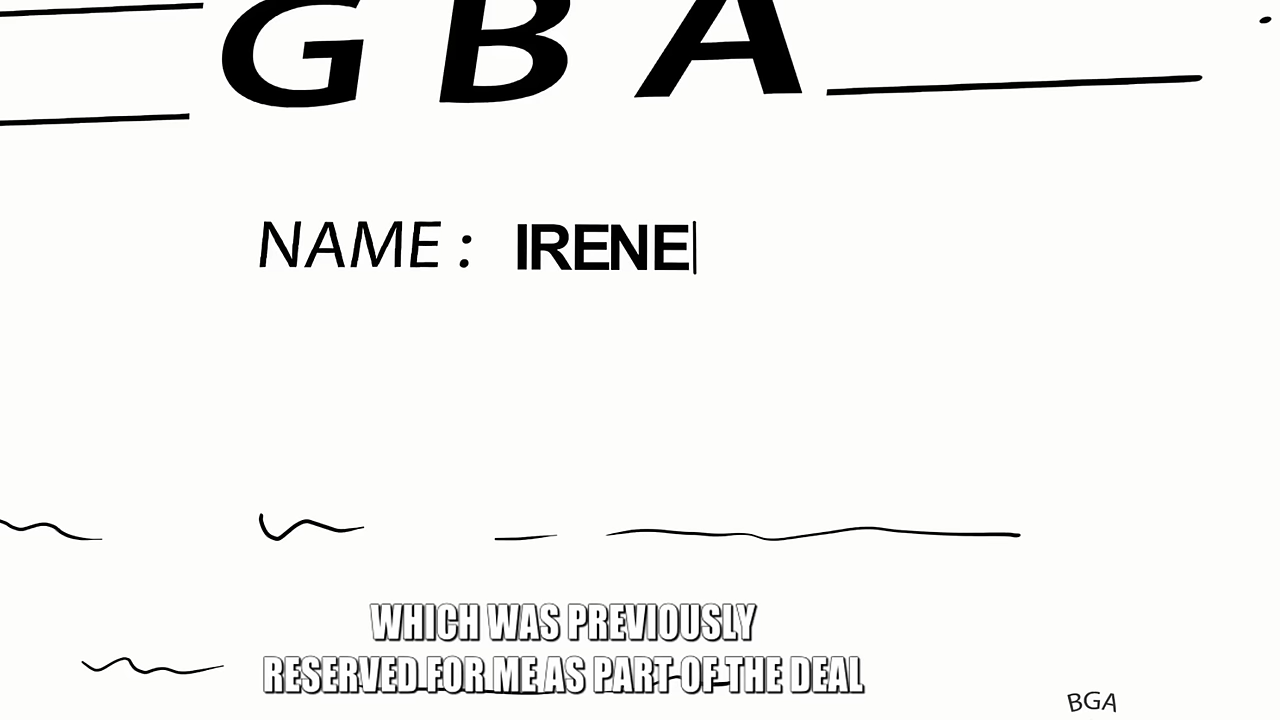 GBA
NAME : IRENE
WHICH WAS PREVIOUSLY
RESERVED FOR ME AS PART OF THE DEAL
BGA